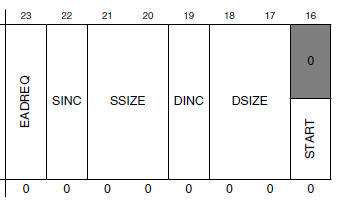 23 22 21 20 19 18 17 16
0
EADREQ SINC SSIZE DINC DSIZE
START
0 0 0 0 0 0 0 0